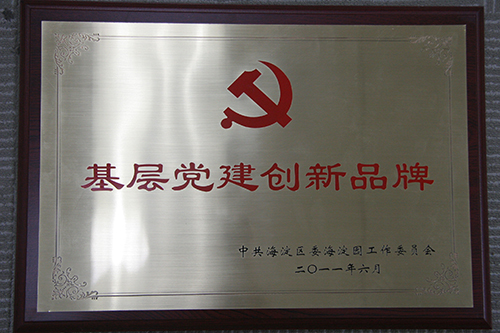 基层党建创新品牌
中共海淀区委海淀园工作委员会
二〇一一年六月